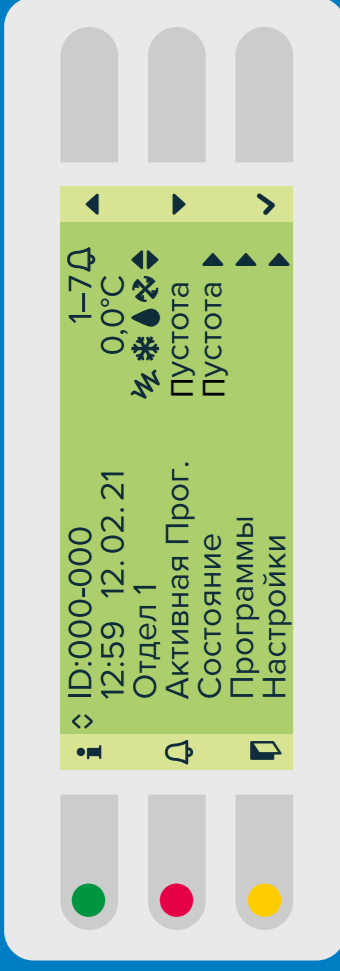 ID:000-000 1–7
12:59 12. 02. 21 0,0°C
Отдел 1
Активная Прог. Пустота
Состояние Пустота
Программы
Настройки